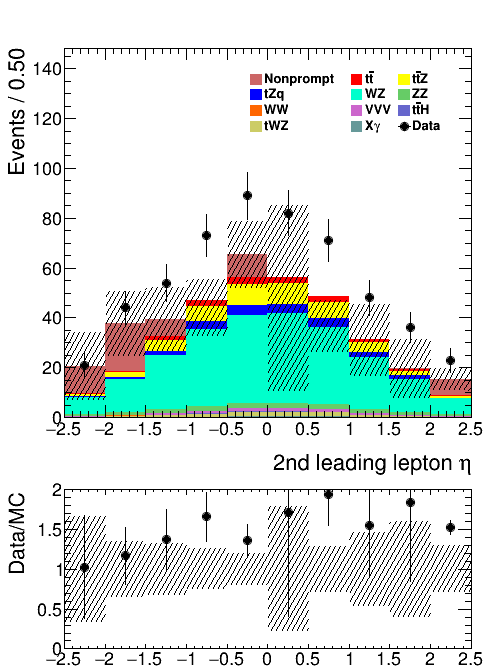 Events / 0.50
140
120
100
80
60
40
20
0
Nonprompt tt̄ tt̄Z
tZq WZ ZZ
WW VVV tt̄H
tWZ Xγ Data
−2.5 −2 −1.5 −1 −0.5 0 0.5 1 1.5 2 2.5
2nd leading lepton η
Data/MC
2
1.5
1
0.5
0
−2.5 −2 −1.5 −1 −0.5 0 0.5 1 1.5 2 2.5